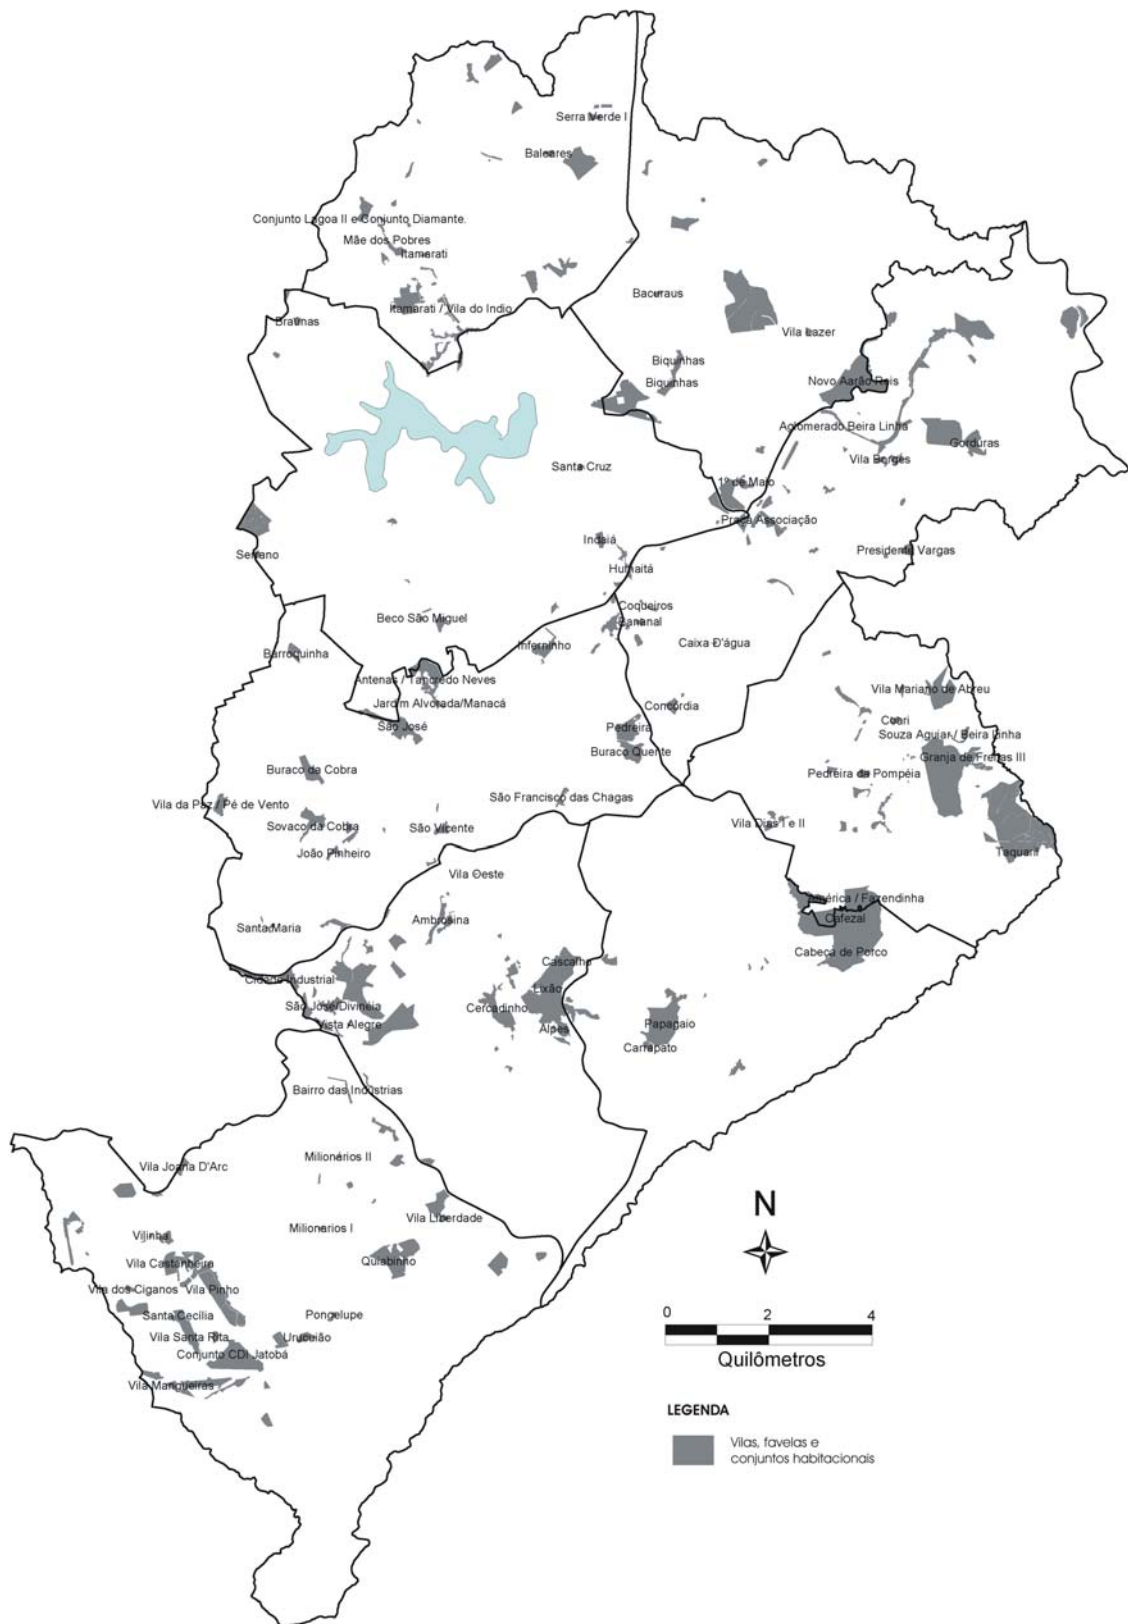 Serra Verde I
Baleares
Conjunto Lagoa II e Conjunto Diamante.
Mãe dos Pobres
Itamarati
Bacuraus
Itamarati / Vila do Indio
Braúnas
Vila Lazer
Biquinhas
Biquinhas
Novo Aarão Reis
Aglomerado Beira Linha
Gorduras
Vila Borges
Santa Cruz
1º de Maio
Praça Associação
Indaiá
Serrano
Presidente Vargas
Humaitá
Coqueiros
Beco São Miguel
Bananal
Inferninho
Caixa D'água
Barroquinha
Antenas / Tancredo Neves
Vila Mariano de Abreu
Jardim Alvorada/Manacá
Concórdia
São José
Pedreira
Cuari
Souza Aguiar / Beira Linha
Buraco Quente
Granja de Freitas III
Buraco da Cobra
Pedreira da Pompéia
São Francisco das Chagas
Vila da Paz / Pé de Vento
Sovaco da Cobra
São Vicente
Vila Dias I e II
João Pinheiro
Taquaril
Vila Oeste
América / Fazendinha
Ambrosina
Cafezal
Santa Maria
Cabeça de Porco
Cascalho
Cidade Industrial
Lixão
São José/Divinéia
Cercadinho
Vista Alegre
Alpes
Papagaio
Carrapato
Bairro das Indústrias
Milionários II
Vila Joana D'Arc
N
Vila Liberdade
Milionarios I
Vilinha
Vila Castanheira
Quiabinho
Vila dos Ciganos
Vila Pinho
Santa Cecília
Pongelupe
0 2 4
Vila Santa Rita
Urubuião
Conjunto CDI Jatobá
Quilômetros
Vila Mangueiras
LEGENDA
Vilas, favelas e
conjuntos habitacionais